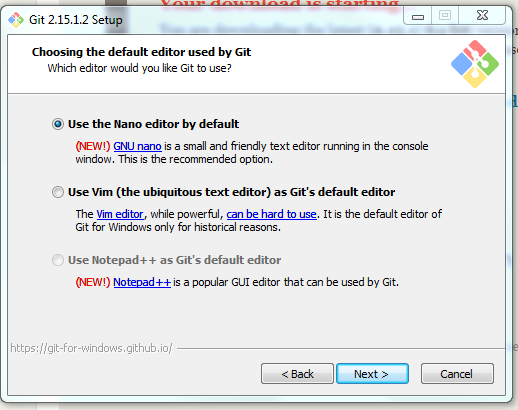 Your download is starting...
Git 2.15.1.2 Setup
Choosing the default editor used by Git
Which editor would you like Git to use?
Use the Nano editor by default
(NEW!) GNU nano is a small and friendly text editor running in the console
window. This is the recommended option.
Use Vim (the ubiquitous text editor) as Git's default editor
The Vim editor, while powerful, can be hard to use. It is the default editor of
Git for Windows only for historical reasons.
Use Notepad++ as Git's default editor
(NEW!) Notepad++ is a popular GUI editor that can be used by Git.
https://git-for-windows.github.io/
< Back
Next >
Cancel